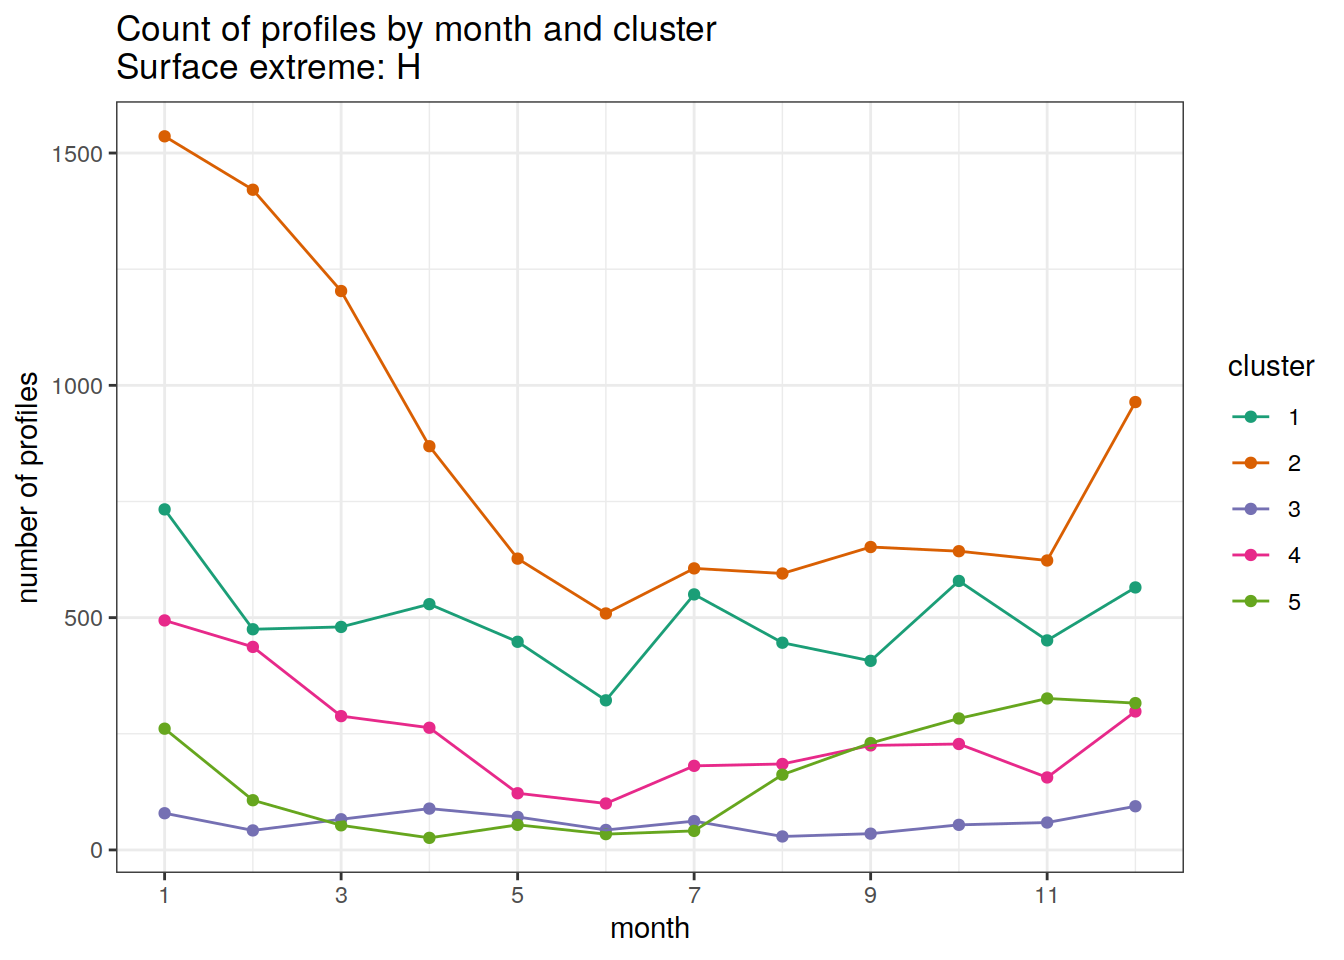 Count of profiles by month and cluster
Surface extreme: H
number of profiles
1500
1000
500
0
1 3 5 7 9 11
month
cluster
1
2
3
4
5